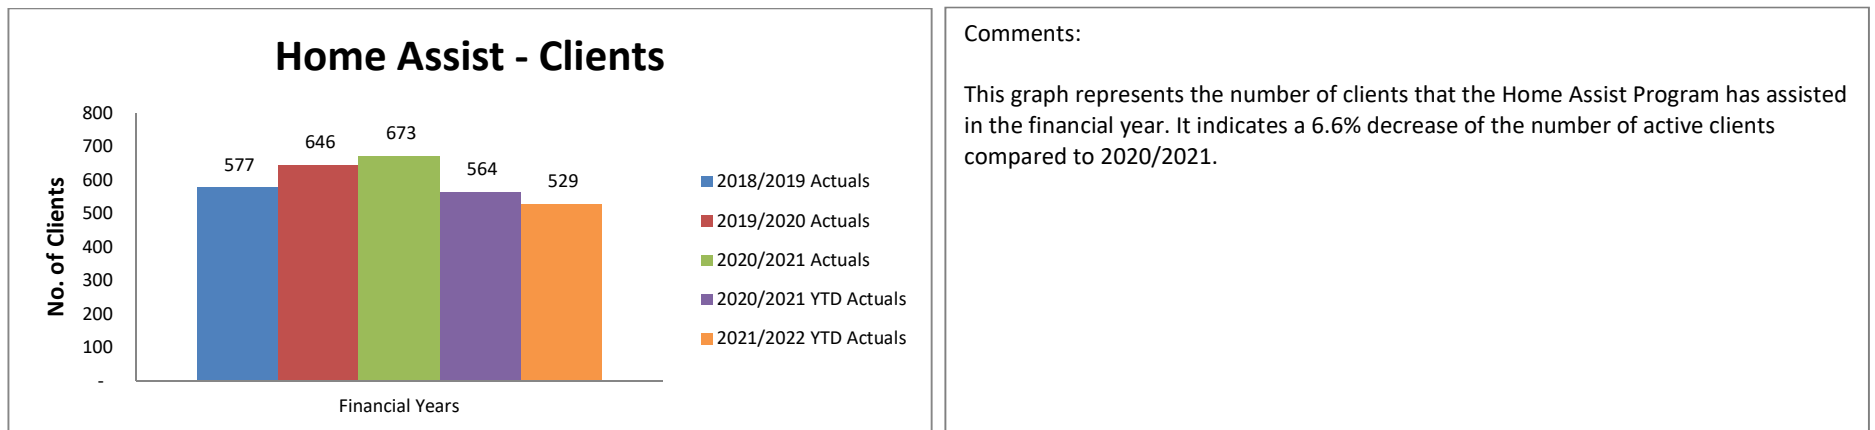 Home Assist - Clients
No. of Clients
800
700
600
500
400
300
200
100
-
577
646
673
564
529
Financial Years
2018/2019 Actuals
2019/2020 Actuals
2020/2021 Actuals
2020/2021 YTD Actuals
2021/2022 YTD Actuals
Comments:
This graph represents the number of clients that the Home Assist Program has assisted
in the financial year. It indicates a 6.6% decrease of the number of active clients
compared to 2020/2021.